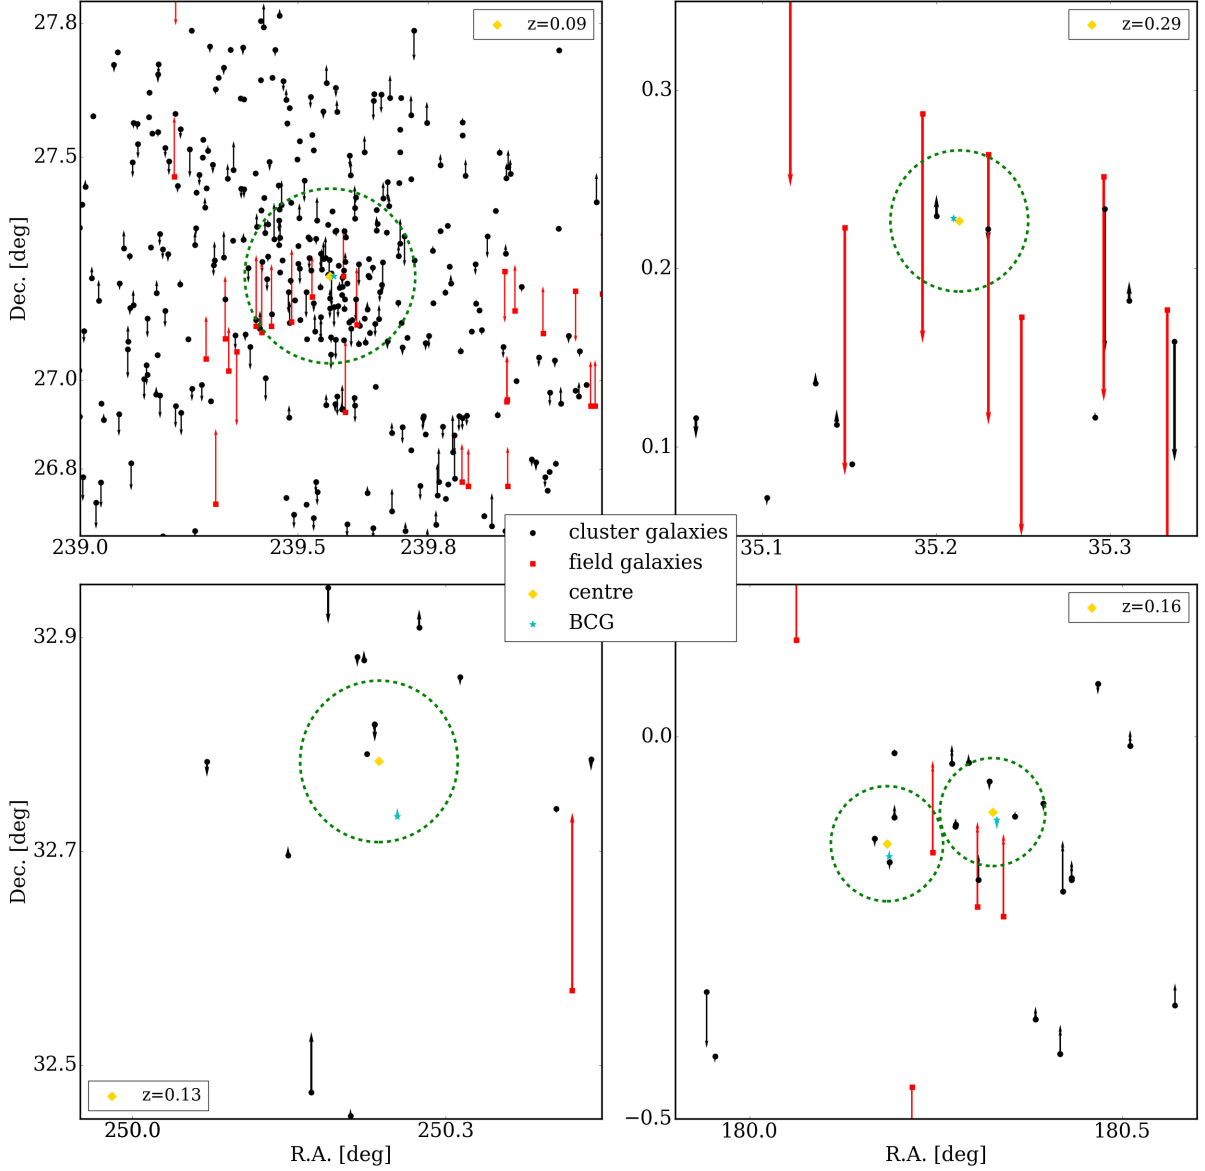 27.8
27.5
27.0
26.8
Dec. [deg]
z=0.09
239.0
239.5
239.8
0.3
0.2
0.1
z=0.29
35.1
35.2
35.3
cluster galaxies
field galaxies
centre
BCG
32.9
32.7
32.5
Dec. [deg]
z=0.13
250.0
250.3
R.A. [deg]
0.0
−0.5
z=0.16
180.0
180.5
R.A. [deg]